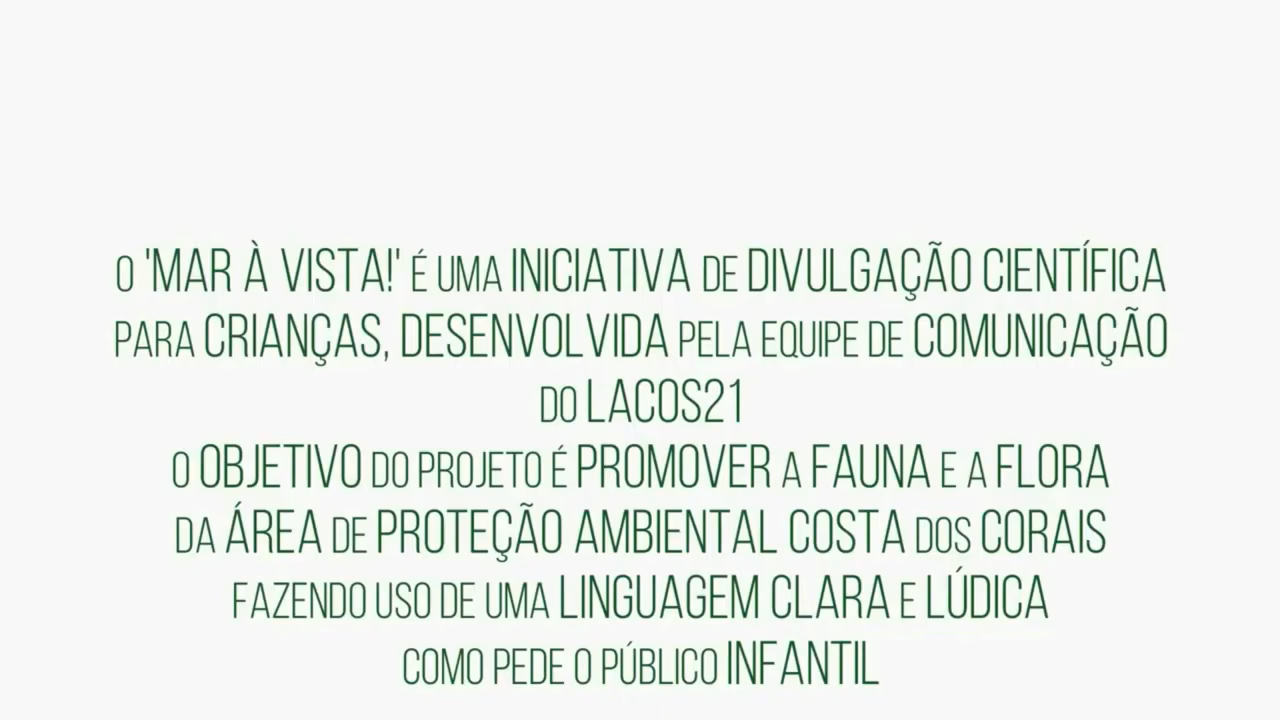 O 'MAR À VISTA!' É UMA INICIATIVA DE DIVULGAÇÃO CIENTÍFICA
PARA CRIANÇAS, DESENVOLVIDA PELA EQUIPE DE COMUNICAÇÃO
DO LACOS21
O OBJETIVO DO PROJETO É PROMOVER A FAUNA E A FLORA
DA ÁREA DE PROTEÇÃO AMBIENTAL COSTA DOS CORAIS
FAZENDO USO DE UMA LINGUAGEM CLARA E LÚDICA
COMO PEDE O PÚBLICO INFANTIL